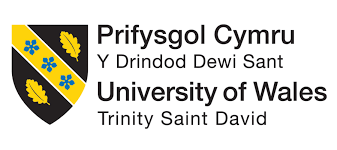 Prifysgol Cymru
Y Drindod Dewi Sant
University of Wales
Trinity Saint David